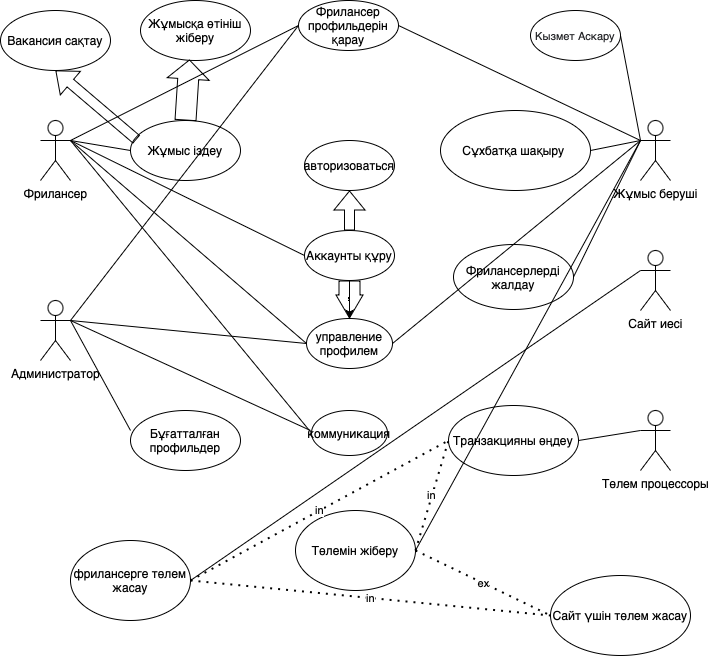 Жұмысқа өтініш
жіберу
Фрилансер
профильдерін
қарау
Вакансия сақтау
Кызмет Аскару
Жұмыс іздеу
Сұхбатқа шақыру
авторизоваться
Фрилансер
Жұмыс беруші
Аккаунты құру
Фрилансерлерді
жалдау
Сайт иесі
управление
профилем
Администратор
Бұғатталған
профильдер
коммуникация
Транзакцияны өңдеу
Төлем процессоры
in
in
Төлемін жіберу
фрилансерге төлем
жасау
ex
in
Сайт үшін төлем жасау